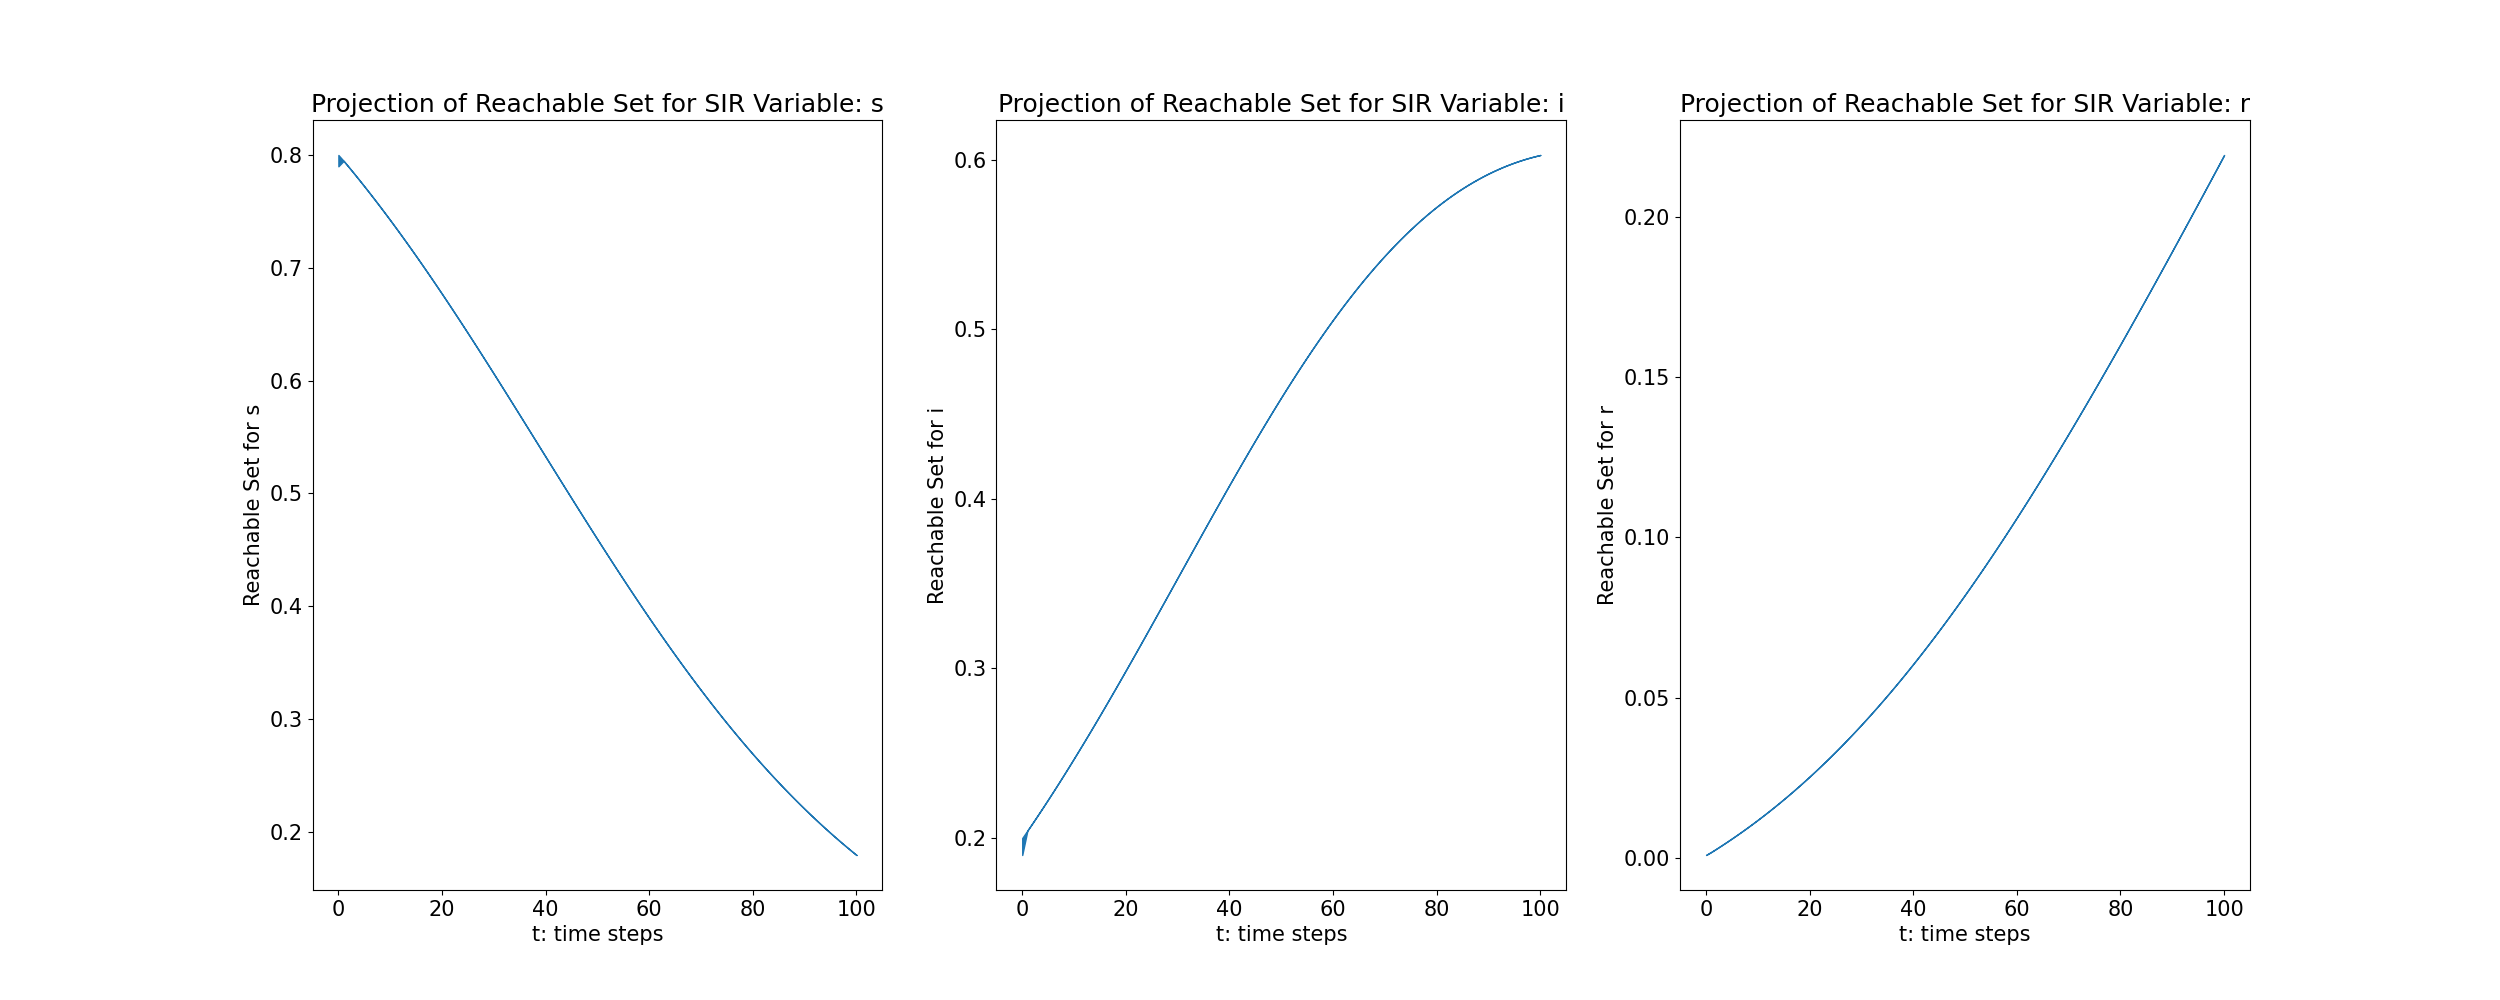 Projection of Reachable Set for SIR Variable: s
Reachable Set for s
0.8
0.7
0.6
0.5
0.4
0.3
0.2
0 20 40 60 80 100
t: time steps
Projection of Reachable Set for SIR Variable: i
Reachable Set for i
0.6
0.5
0.4
0.3
0.2
0 20 40 60 80 100
t: time steps
Projection of Reachable Set for SIR Variable: r
Reachable Set for r
0.20
0.15
0.10
0.05
0.00
0 20 40 60 80 100
t: time steps